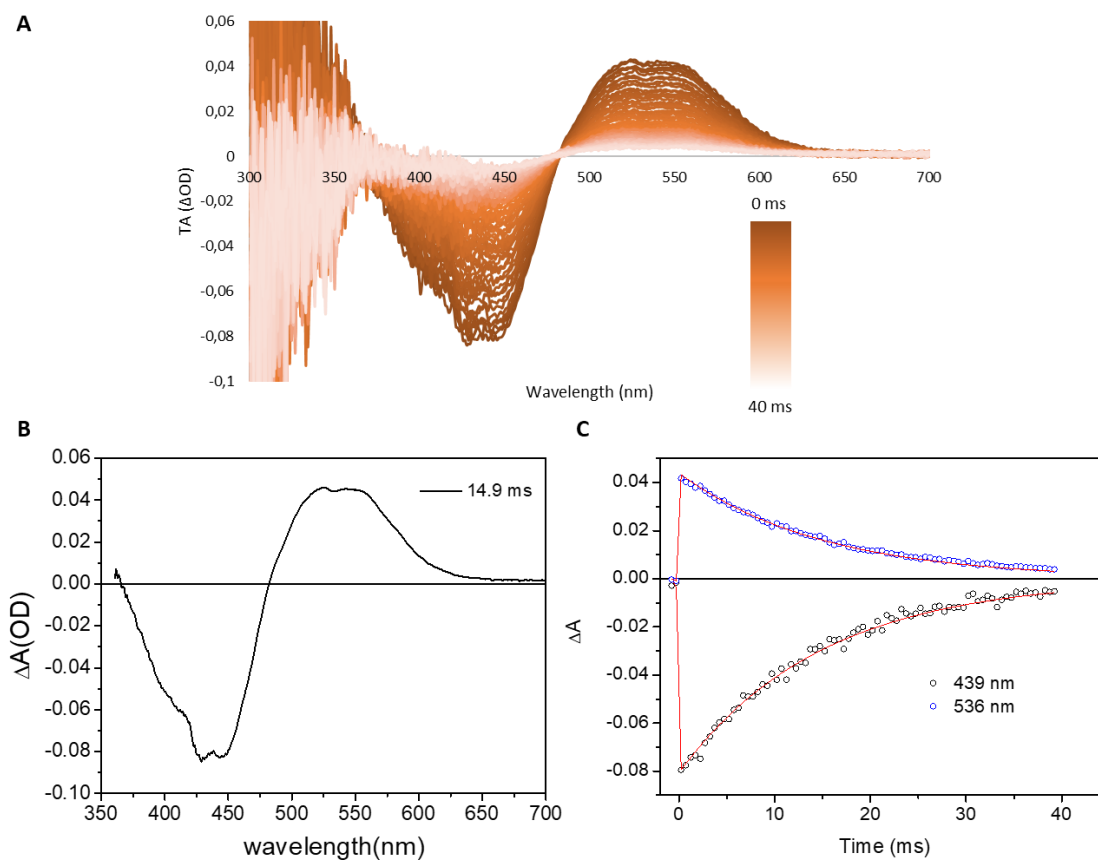 A
0,06
0,04
0,02
0
-0,02
-0,04
-0,06
-0,08
-0,1
TA (ΔOD)
300 350 400 450 500 550 600 650 700
0 ms
40 ms
Wavelength (nm)
B
0.06
0.04
0.02
0.00
-0.02
-0.04
-0.06
-0.08
-0.10
ΔA(OD)
14.9 ms
350 400 450 500 550 600 650 700
wavelength(nm)
C
0.04
0.02
0.00
-0.02
-0.04
-0.06
-0.08
ΔA
439 nm
536 nm
0 10 20 30 40
Time (ms)